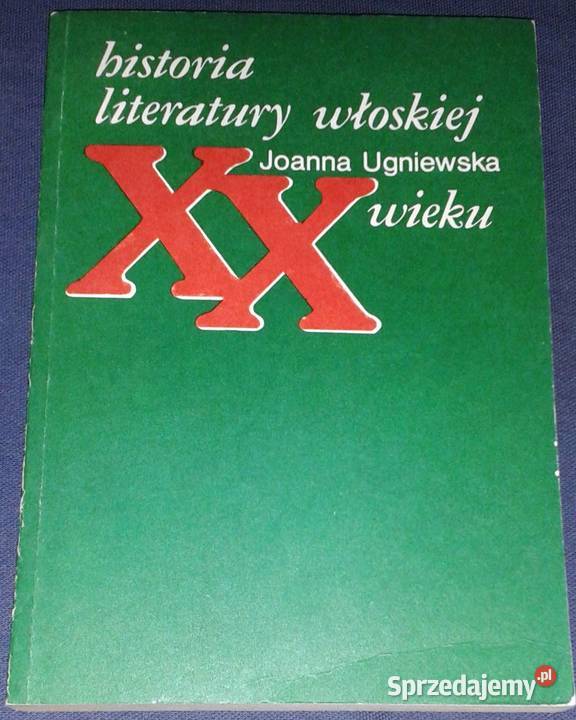 historia
literatury włoskiej
Joanna Ugniewska
XX wieku
Sprzedajemy.pl